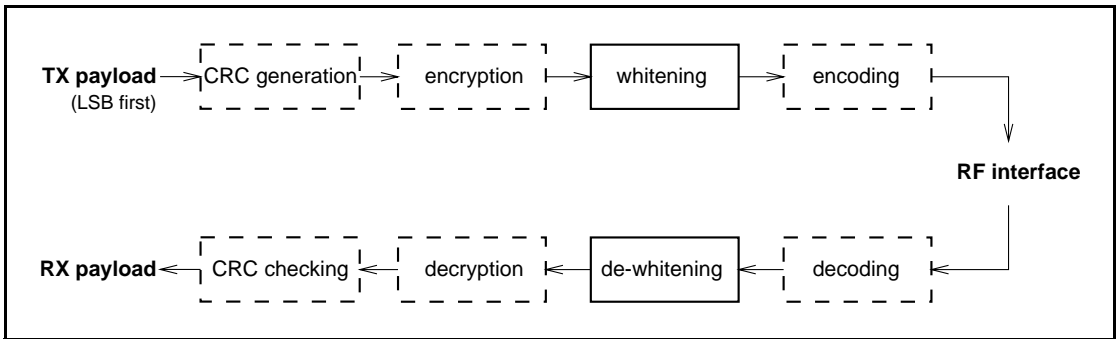 TX payload
(LSB first)
CRC generation
encryption
whitening
encoding
RF interface
RX payload
CRC checking
decryption
de-whitening
decoding